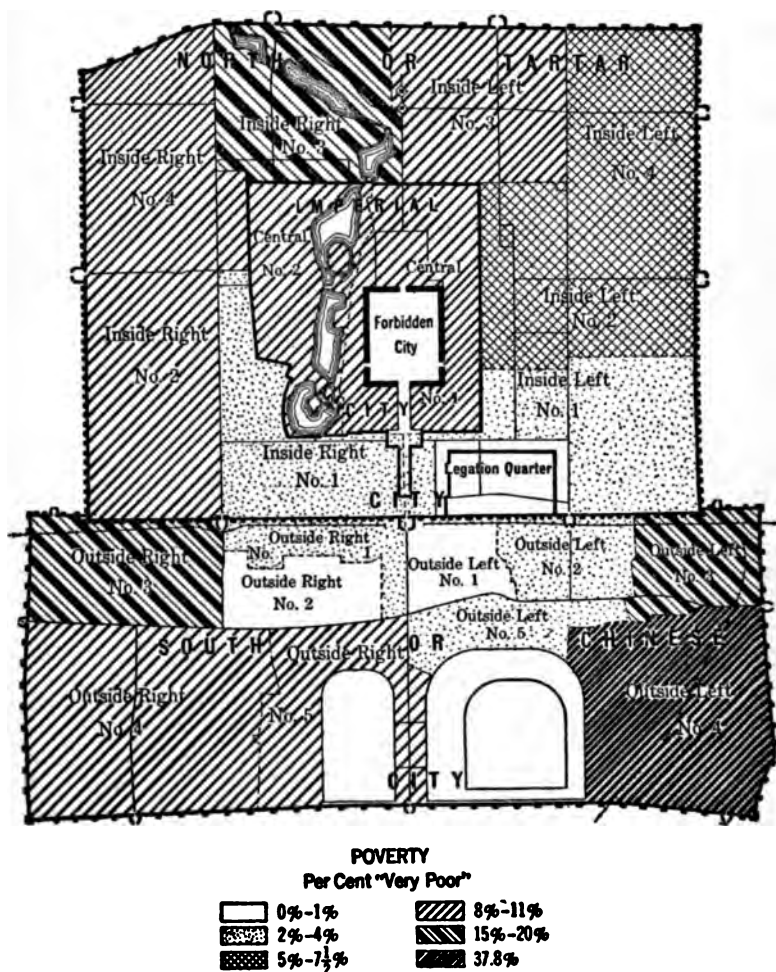 NORTH OR TARTAR
Inside Left
No. 3
Inside Right
No. 3
Inside Left
No. 4
Inside Right
No. 4
IMPERIAL
Central
No. 2
Central
Inside Left
No. 2
Forbidden
City
Inside Right
No. 2
Inside Left
No. 1
No. 1
CITY
Inside Right
No. 1
Legation Quarter
CITY
Outside Right
No. 1
Outside Left
No. 2
Outside Right
No. 3
Outside Left
No. 1
Outside Left
No. 3
Outside Right
No. 2
Outside Left
No. 5
SOUTH OR CHINESE
Outside Right
No. 5
Outside Right
No. 4
Outside Left
No. 4
CITY
POVERTY
Per Cent "Very Poor"
0%-1%
8%-11%
2%-4%
15%-20%
5%-7½%
37.8%